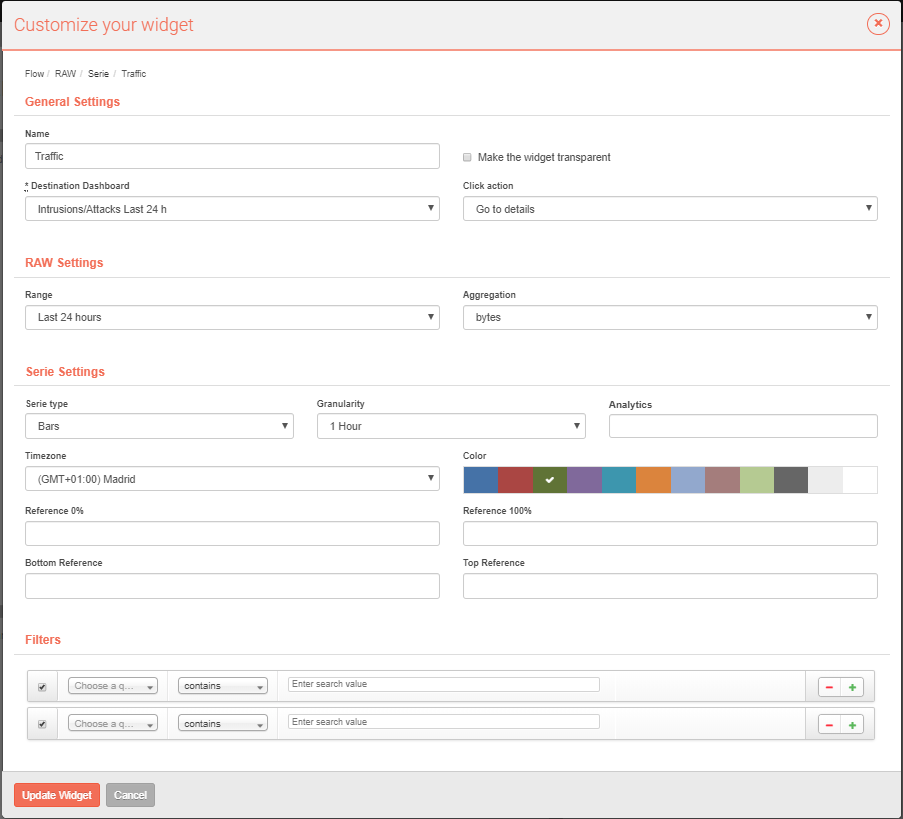 Customize your widget
Flow / RAW / Serie / Traffic
General Settings
Name
Traffic
Make the widget transparent
* Destination Dashboard
Click action
Intrusions/Attacks Last 24 h
Go to details
RAW Settings
Range
Aggregation
Last 24 hours
bytes
Serie Settings
Serie type
Granularity
Analytics
Bars
1 Hour
Timezone
Color
(GMT+01:00) Madrid
Reference 0%
Reference 100%
Bottom Reference
Top Reference
Filters
Choose a q... contains Enter search value
Choose a q... contains Enter search value
Update Widget Cancel